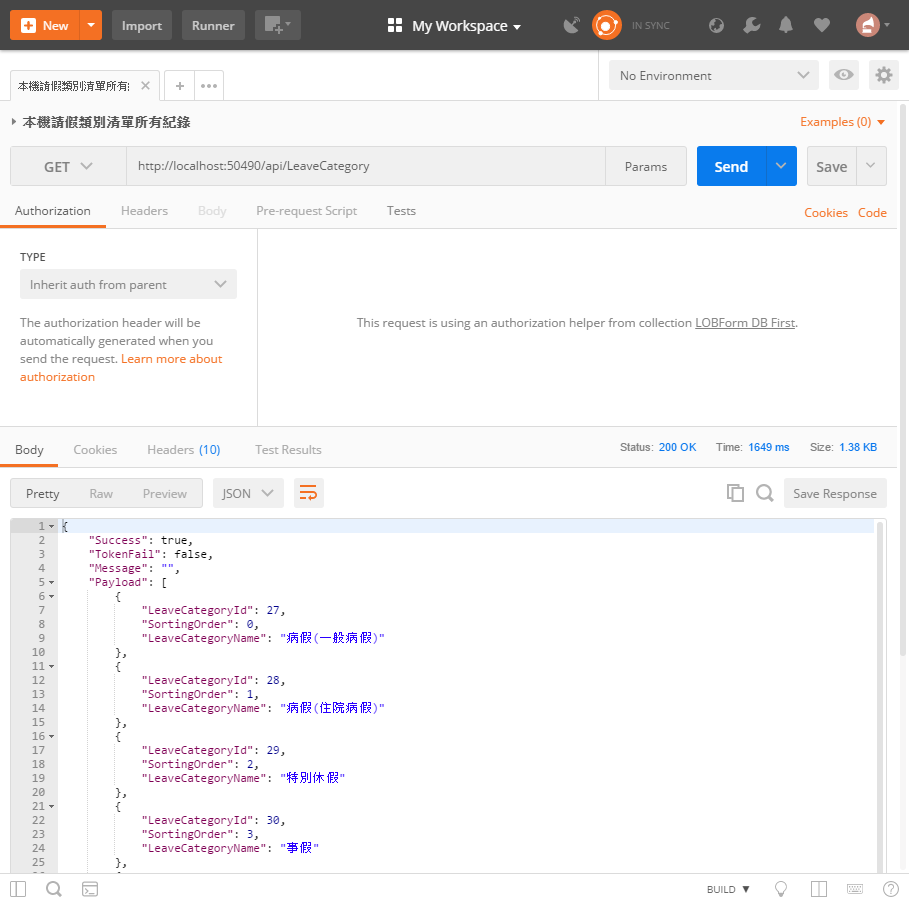 New Import Runner My Workspace IN SYNC
本機請假類別清單所有 No Environment
本機請假類別清單所有紀錄 Examples (0)
GET http://localhost:50490/api/LeaveCategory Params Send Save
Authorization Headers Body Pre-request Script Tests Cookies Code
TYPE
Inherit auth from parent
The authorization header will be
automatically generated when you
send the request. Learn more about
authorization
This request is using an authorization helper from collection LOBForm DB First.
Body Cookies Headers (10) Test Results Status: 200 OK Time: 1649 ms Size: 1.38 KB
Pretty Raw Preview JSON Save Response
1 {
2 "Success": true,
3 "TokenFail": false,
4 "Message": "",
5 "Payload": [
6 {
7 "LeaveCategoryId": 27,
8 "SortingOrder": 0,
9 "LeaveCategoryName": "病假(一般病假)"
10 },
11 {
12 "LeaveCategoryId": 28,
13 "SortingOrder": 1,
14 "LeaveCategoryName": "病假(住院病假)"
15 },
16 {
17 "LeaveCategoryId": 29,
18 "SortingOrder": 2,
19 "LeaveCategoryName": "特別休假"
20 },
21 {
22 "LeaveCategoryId": 30,
23 "SortingOrder": 3,
24 "LeaveCategoryName": "事假"
25 },
BUILD